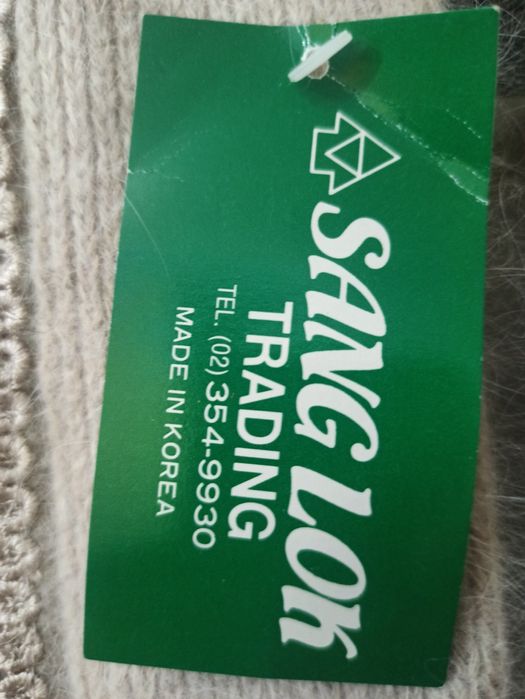 SANG LOK
TRADING
TEL. (02) 354-9930
MADE IN KOREA